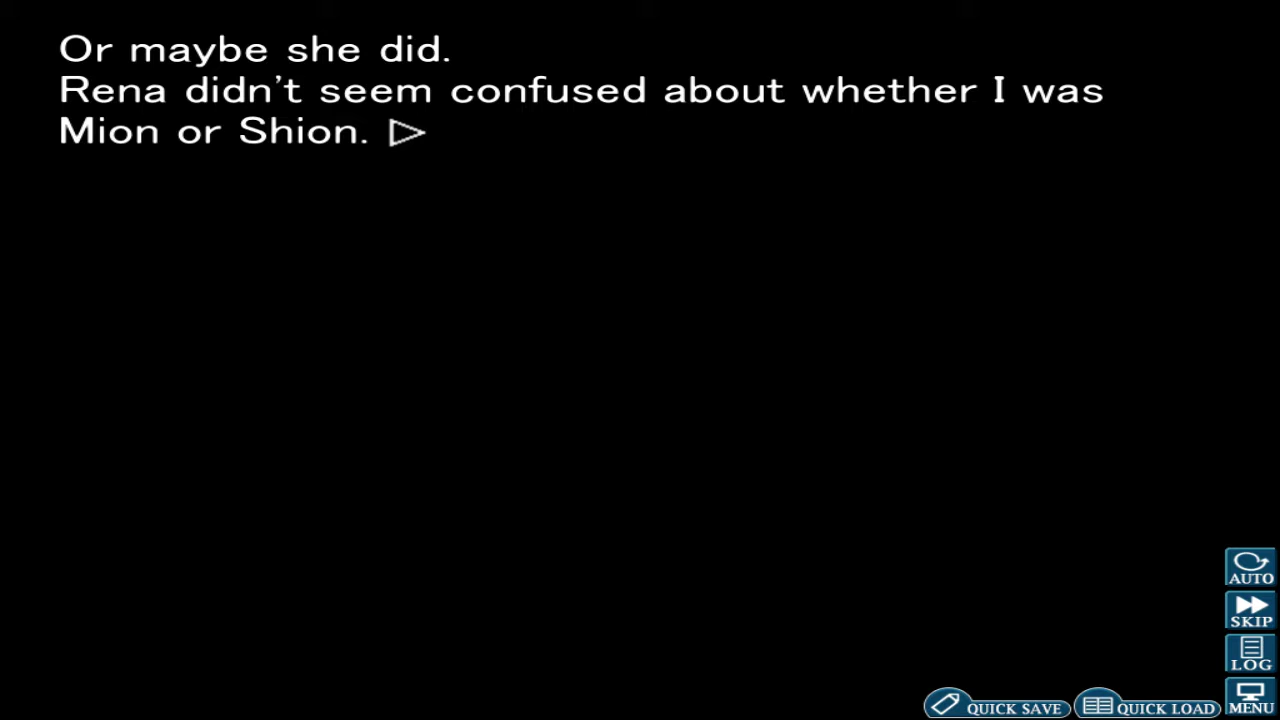 Or maybe she did.
Rena didn't seem confused about whether I was
Mion or Shion.
AUTO
SKIP
LOG
QUICK SAVE
QUICK LOAD
MENU